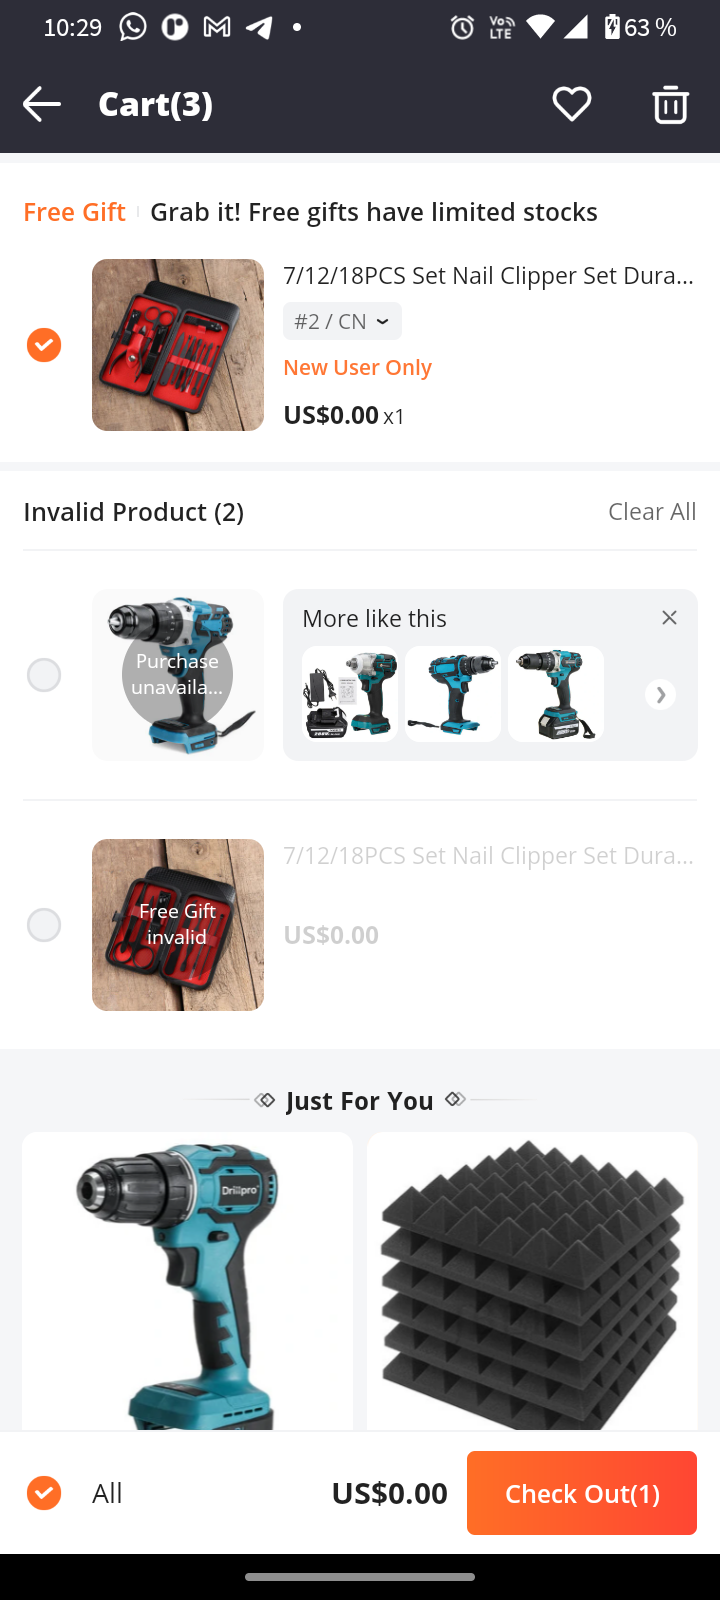 10:29
Vo LTE
63 %
Cart(3)
Free Gift
Grab it! Free gifts have limited stocks
7/12/18PCS Set Nail Clipper Set Dura...
#2 / CN
New User Only
US$0.00 x1
Invalid Product (2)
Clear All
Purchase
unavaila...
More like this
7/12/18PCS Set Nail Clipper Set Dura...
Free Gift
invalid
US$0.00
Just For You
Drillpro
All
US$0.00
Check Out(1)